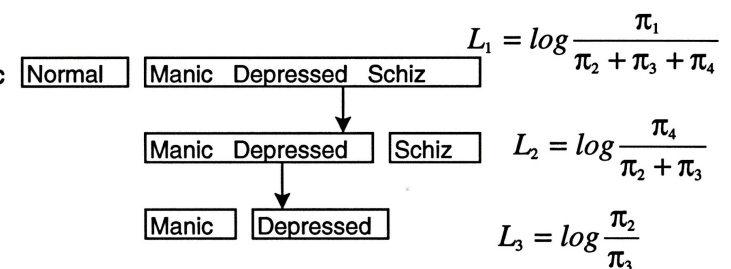 c Normal Manic Depressed Schiz L₁ = log π₁ / (π₂ + π₃ + π₄)
Manic Depressed Schiz L₂ = log π₄ / (π₂ + π₃)
Manic Depressed L₃ = log π₂ / π₃